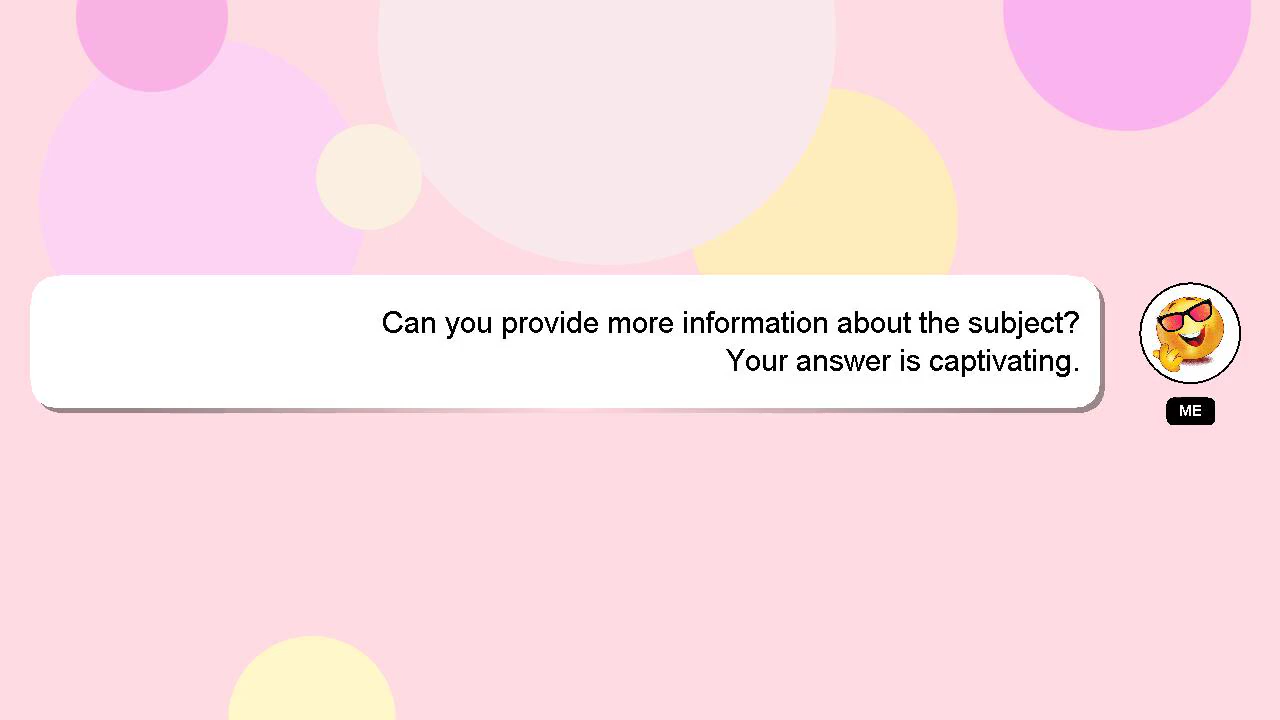 Can you provide more information about the subject?
Your answer is captivating.
ME